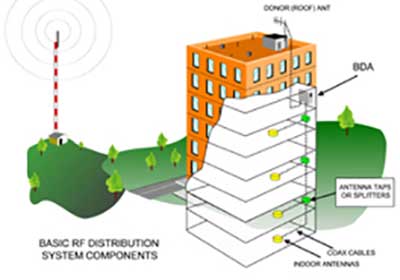 DONOR (ROOF) ANT
BDA
ANTENNA TAPS
OR SPLITTERS
BASIC RF DISTRIBUTION
SYSTEM COMPONENTS
COAX CABLES
INDOOR ANTENNAS